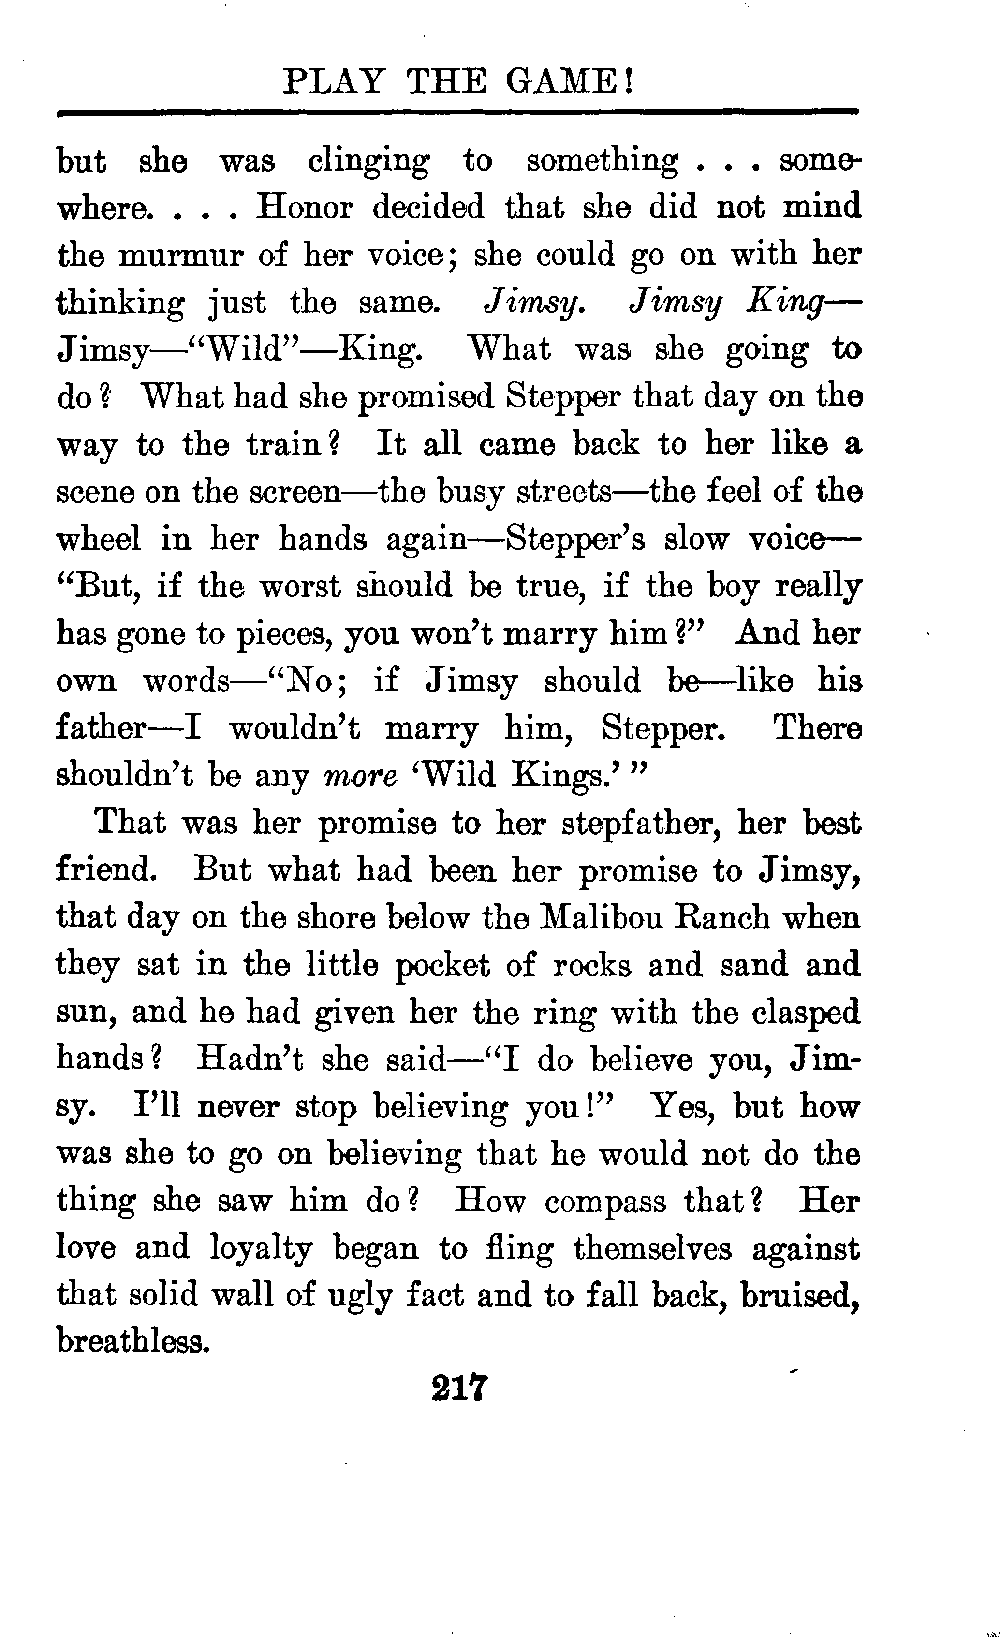 PLAY THE GAME!
but she was clinging to something . . . some-
where. . . . Honor decided that she did not mind
the murmur of her voice; she could go on with her
thinking just the same. Jimsy. Jimsy King—
Jimsy—“Wild”—King. What was she going to
do? What had she promised Stepper that day on the
way to the train? It all came back to her like a
scene on the screen—the busy streets—the feel of the
wheel in her hands again—Stepper’s slow voice—
“But, if the worst should be true, if the boy really
has gone to pieces, you won’t marry him?” And her
own words—“No; if Jimsy should be—like his
father—I wouldn’t marry him, Stepper. There
shouldn’t be any more ‘Wild Kings.’ ”
That was her promise to her stepfather, her best
friend. But what had been her promise to Jimsy,
that day on the shore below the Malibou Ranch when
they sat in the little pocket of rocks and sand and
sun, and he had given her the ring with the clasped
hands? Hadn’t she said—“I do believe you, Jim-
sy. I’ll never stop believing you!” Yes, but how
was she to go on believing that he would not do the
thing she saw him do? How compass that? Her
love and loyalty began to fling themselves against
that solid wall of ugly fact and to fall back, bruised,
breathless.
217